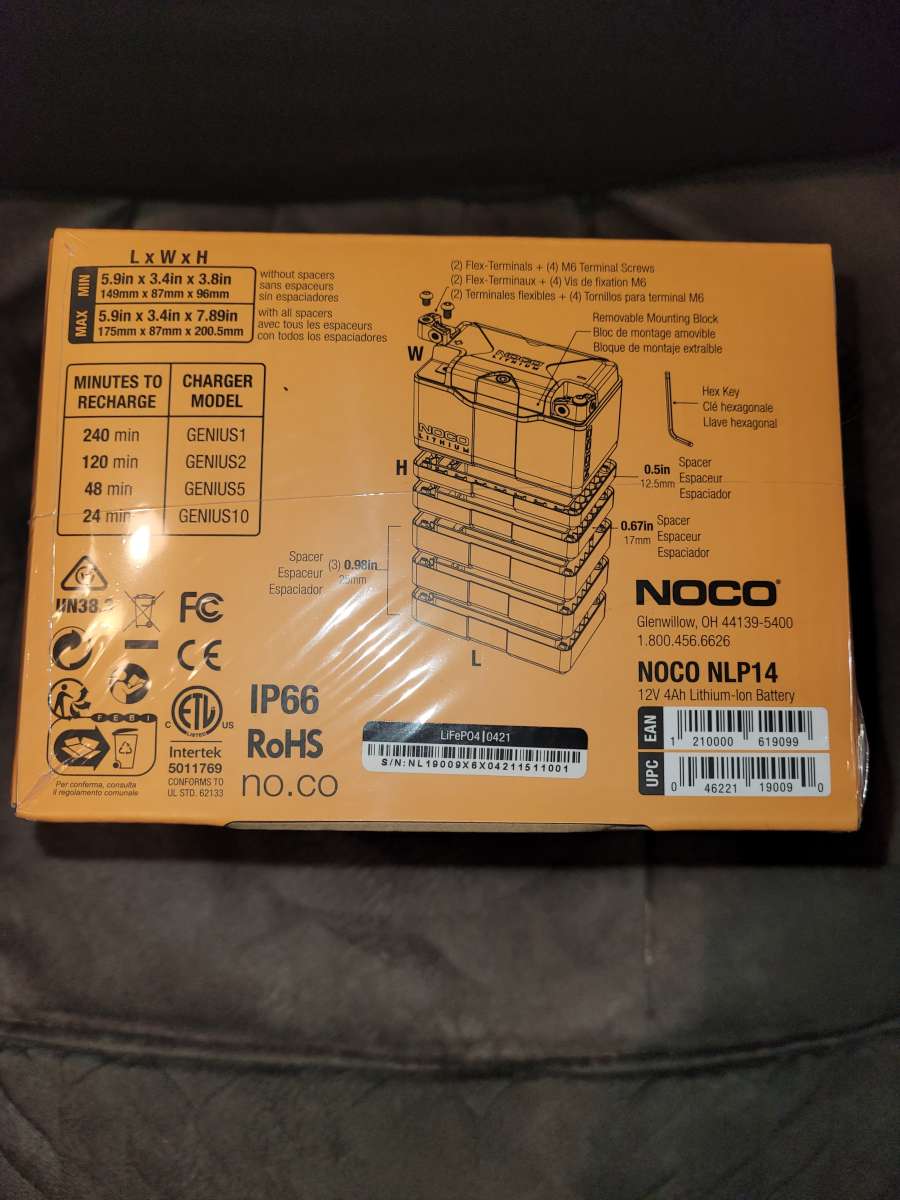 L x W x H
MIN
5.9in x 3.4in x 3.8in
149mm x 87mm x 96mm
without spacers
sans espaceurs
sin espaciadores
MAX
5.9in x 3.4in x 7.89in
175mm x 87mm x 200.5mm
with all spacers
avec tous les espaceurs
con todos los espaciadores
MINUTES TO RECHARGE CHARGER MODEL
240 min GENIUS1
120 min GENIUS2
48 min GENIUS5
24 min GENIUS10
(2) Flex-Terminals + (4) M6 Terminal Screws
(2) Flex-Terminaux + (4) Vis de fixation M6
(2) Terminales flexibles + (4) Tornillos para terminal M6
Removable Mounting Block
Bloc de montage amovible
Bloque de montaje extraíble
W
NOCO
LITHIUM
NOCO
LITHIUM
Hex Key
Clé hexagonale
Llave hexagonal
H
0.5in
12.5mm
Spacer
Espaceur
Espaciador
0.67in
17mm
Spacer
Espaceur
Espaciador
Spacer
Espaceur
Espaciador
(3) 0.98in
25mm
L
NOCO®
Glenwillow, OH 44139-5400
1.800.456.6626
NOCO NLP14
12V 4Ah Lithium-Ion Battery
EAN
1 210000 619099
UPC
0 46221 19009 0
UN38.3
FC
CE
C ETL US
LISTED
Intertek
5011769
CONFORMS TO
UL STD. 62133
IP66
RoHS
no.co
LiFePO4|0421
S/N:NL19009X6X04211511001
Per conferma, consulta
il regolamento comunale